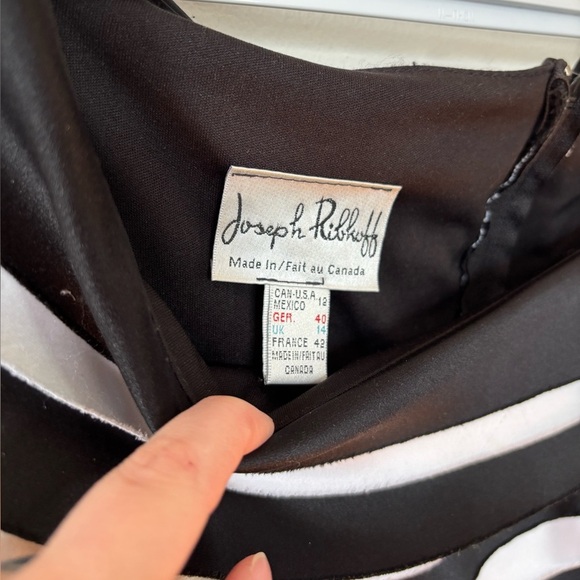 Joseph Ribkoff
Made In/Fait au Canada
CAN-U.S.A.
MEXICO 12
GER. 40
UK 14
FRANCE 42
MADE IN/FAIT AU
CANADA